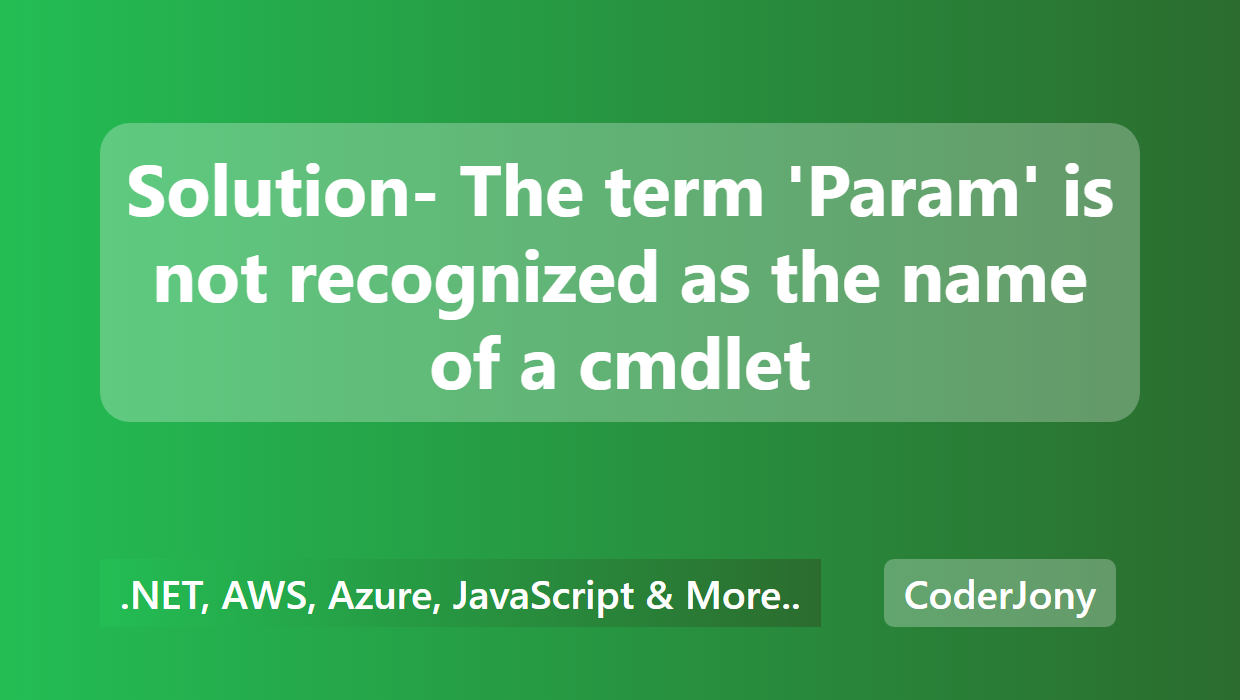 Solution- The term 'Param' is
not recognized as the name
of a cmdlet
.NET, AWS, Azure, JavaScript & More..
CoderJony